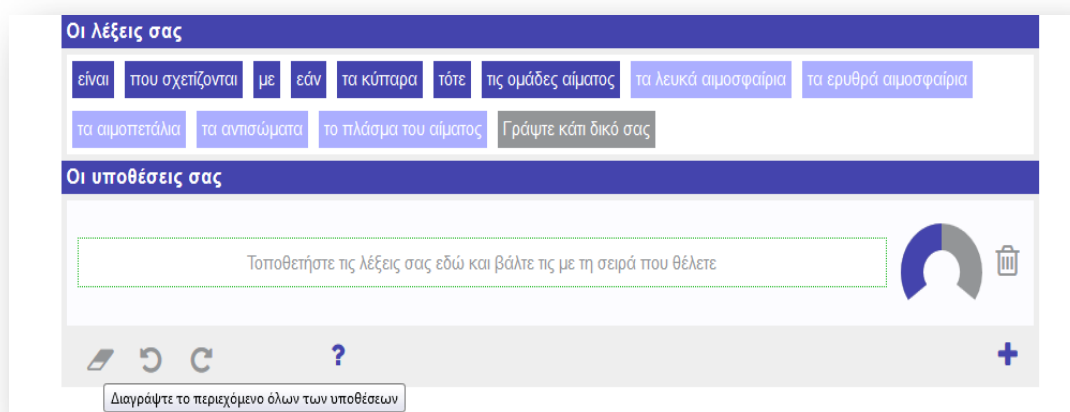 Οι λέξεις σας
είναι που σχετίζονται με εάν τα κύτταρα τότε τις ομάδες αίματος τα λευκά αιμοσφαίρια τα ερυθρά αιμοσφαίρια
τα αιμοπετάλια τα αντισώματα το πλάσμα του αίματος Γράψτε κάτι δικό σας
Οι υποθέσεις σας
Τοποθετήστε τις λέξεις σας εδώ και βάλτε τις με τη σειρά που θέλετε
?
Διαγράψτε το περιεχόμενο όλων των υποθέσεων